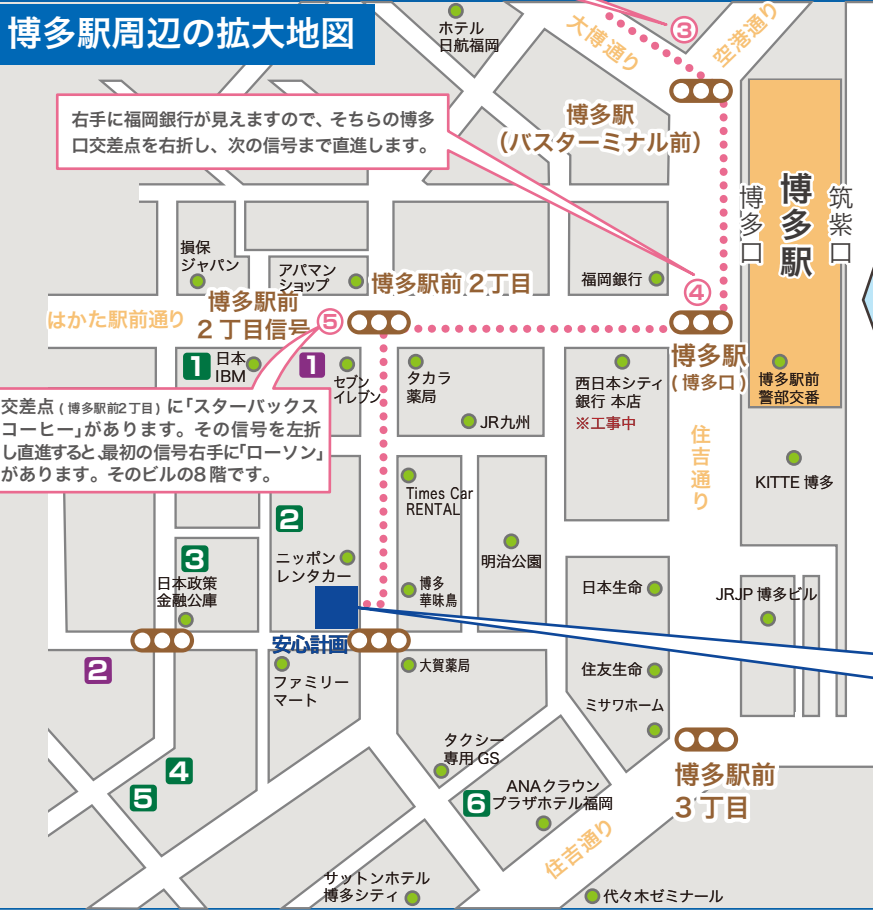 博多駅周辺の拡大地図
ホテル
日航福岡
大博通り
③
空港通り
右手に福岡銀行が見えますので、そちらの博多
口交差点を右折し、次の信号まで直進します。
博多駅
（バスターミナル前）
博多口
博多駅
筑紫口
損保
ジャパン
アパマン
ショップ
博多駅前2丁目
福岡銀行
④
はかた駅前通り
博多駅前
2丁目信号
⑤
博多駅
(博多口)
1
日本
IBM
1
セブン
イレブン
タカラ
薬局
JR九州
西日本シティ
銀行 本店
※工事中
博多駅前
警部交番
交差点(博多駅前2丁目)に「スターバックス
コーヒー」があります。その信号を左折
し直進すると、最初の信号右手に「ローソン」
があります。そのビルの8階です。
住吉通り
KITTE 博多
Times Car
RENTAL
2
3
ニッポン
レンタカー
明治公園
日本政策
金融公庫
博多
華味鳥
日本生命
JRJP 博多ビル
安心計画
2
ファミリー
マート
大賀薬局
住友生命
ミサワホーム
タクシー
専用 GS
4
5
6
ANAクラウン
プラザホテル福岡
博多駅前
3丁目
住吉通り
サットンホテル
博多シティ
代々木ゼミナール